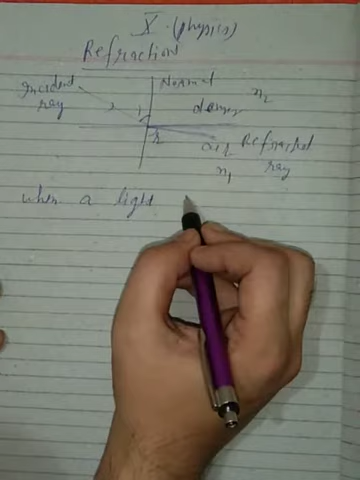 X (Physics)
Refraction
Incident ray
Normal
n2
i
denser
r
air
Refracted ray
n1
when a light